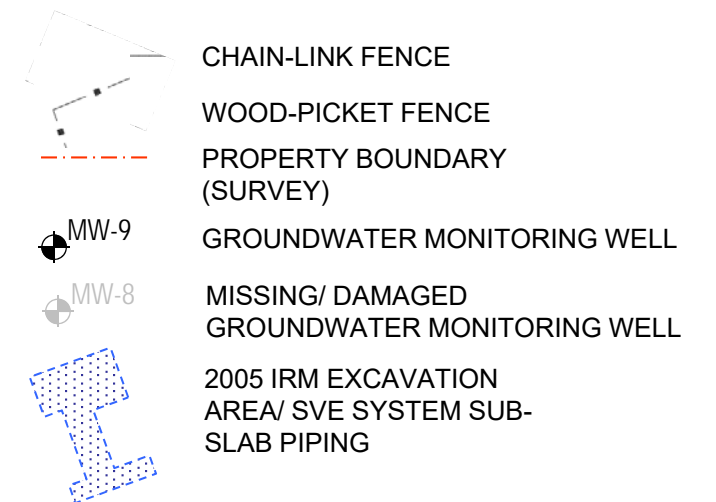 CHAIN-LINK FENCE
WOOD-PICKET FENCE
PROPERTY BOUNDARY
(SURVEY)
MW-9
GROUNDWATER MONITORING WELL
MW-8
MISSING/ DAMAGED
GROUNDWATER MONITORING WELL
2005 IRM EXCAVATION
AREA/ SVE SYSTEM SUB-
SLAB PIPING